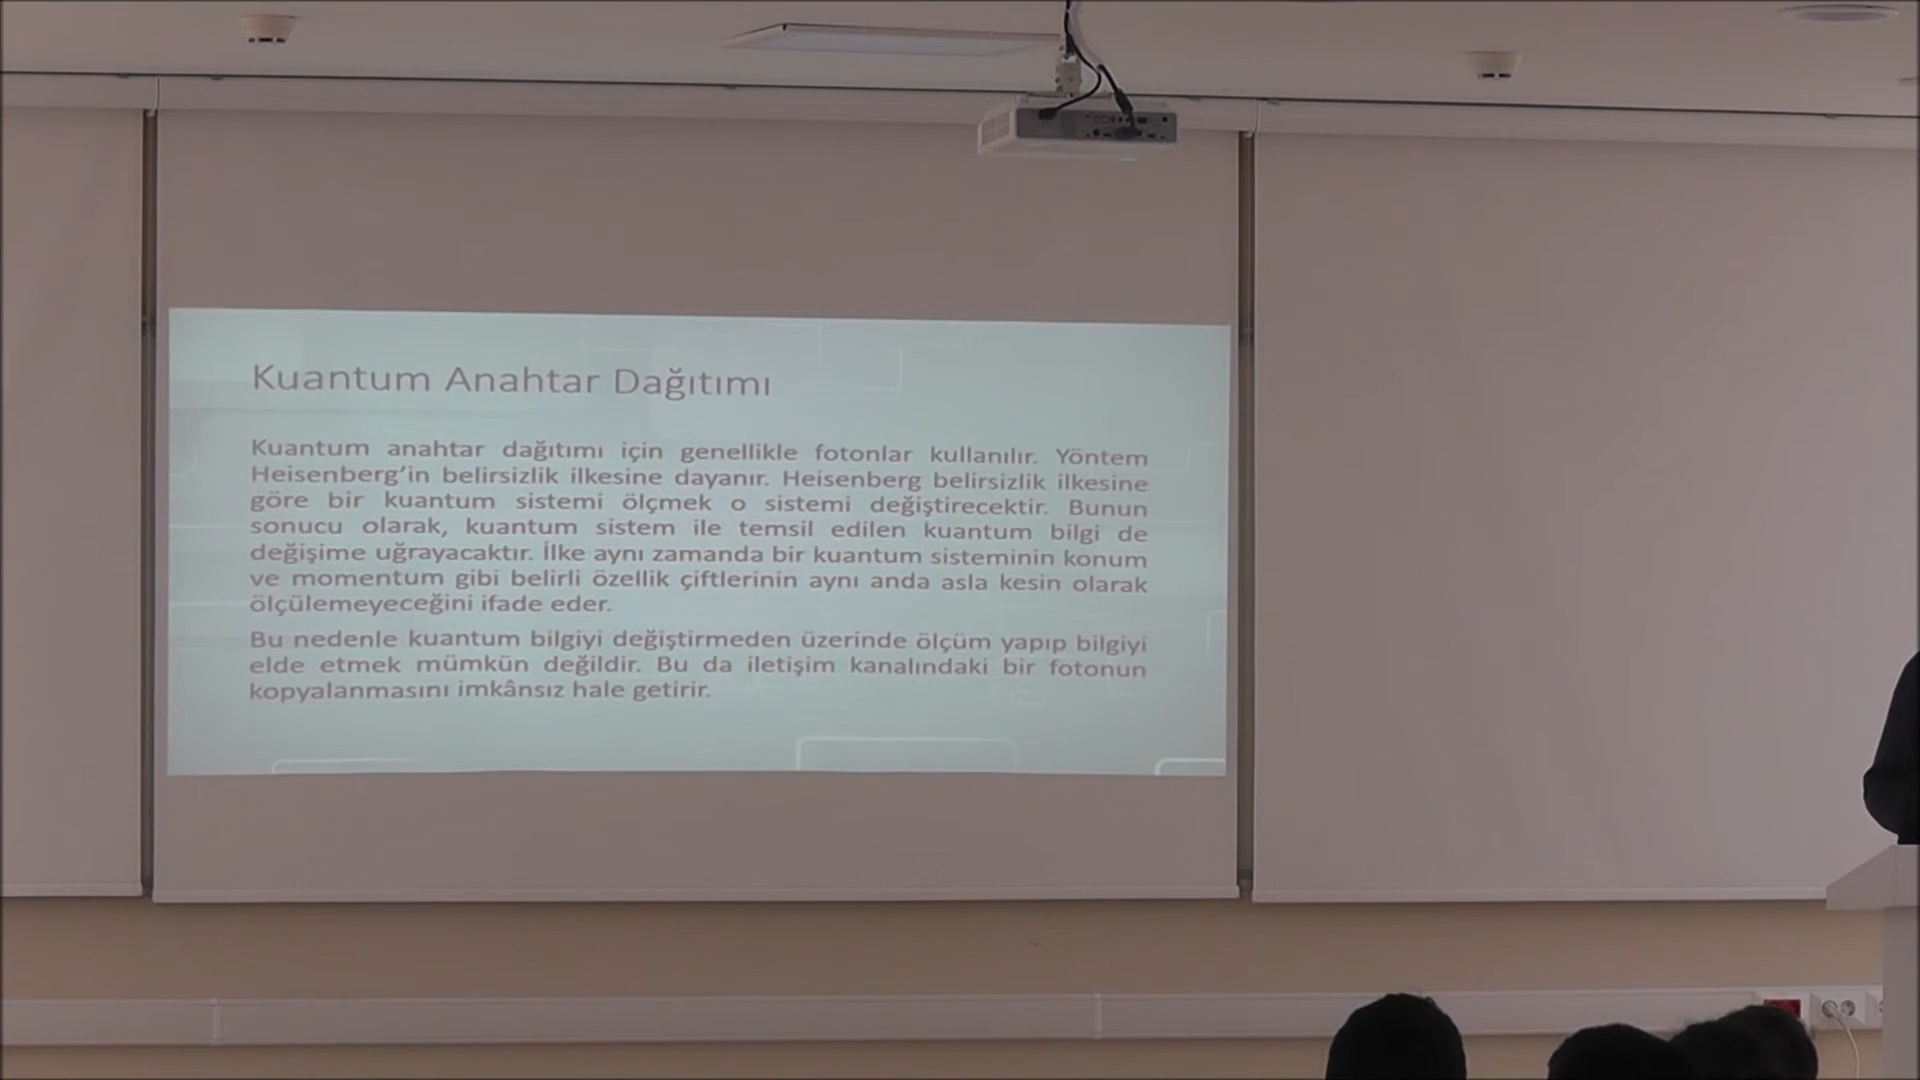 Kuantum Anahtar Dağıtımı
Kuantum anahtar dağıtımı için genellikle fotonlar kullanılır. Yöntem
Heisenberg'in belirsizlik ilkesine dayanır. Heisenberg belirsizlik ilkesine
göre bir kuantum sistemi ölçmek o sistemi değiştirecektir. Bunun
sonucu olarak, kuantum sistem ile temsil edilen kuantum bilgi de
değişime uğrayacaktır. İlke aynı zamanda bir kuantum sisteminin konum
ve momentum gibi belirli özellik çiftlerinin aynı anda asla kesin olarak
ölçülemeyeceğini ifade eder.
Bu nedenle kuantum bilgiyi değiştirmeden üzerinde ölçüm yapıp bilgiyi
elde etmek mümkün değildir. Bu da iletişim kanalındaki bir fotonun
kopyalanmasını imkânsız hale getirir.